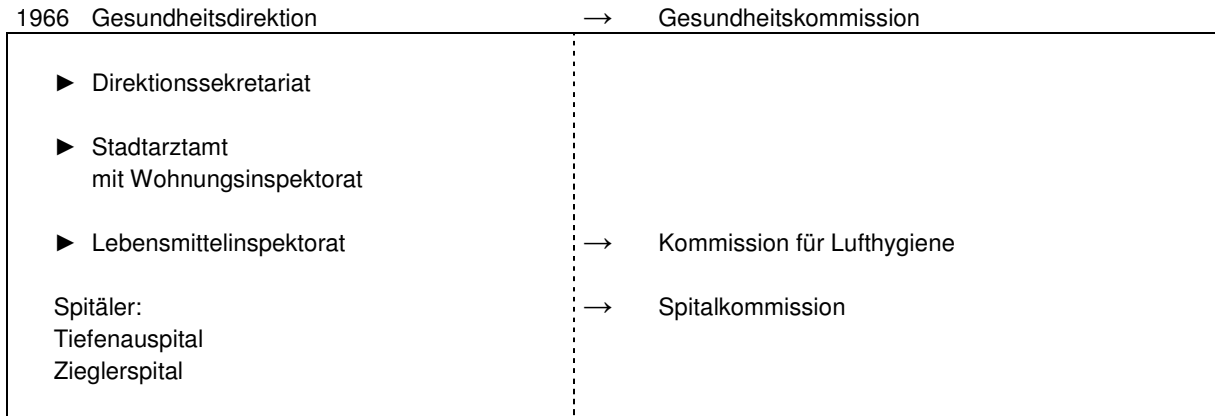 1966 Gesundheitsdirektion → Gesundheitskommission
► Direktionssekretariat
► Stadtarztamt
mit Wohnungsinspektorat
► Lebensmittelinspektorat → Kommission für Lufthygiene
Spitäler: → Spitalkommission
Tiefenauspital
Zieglerspital